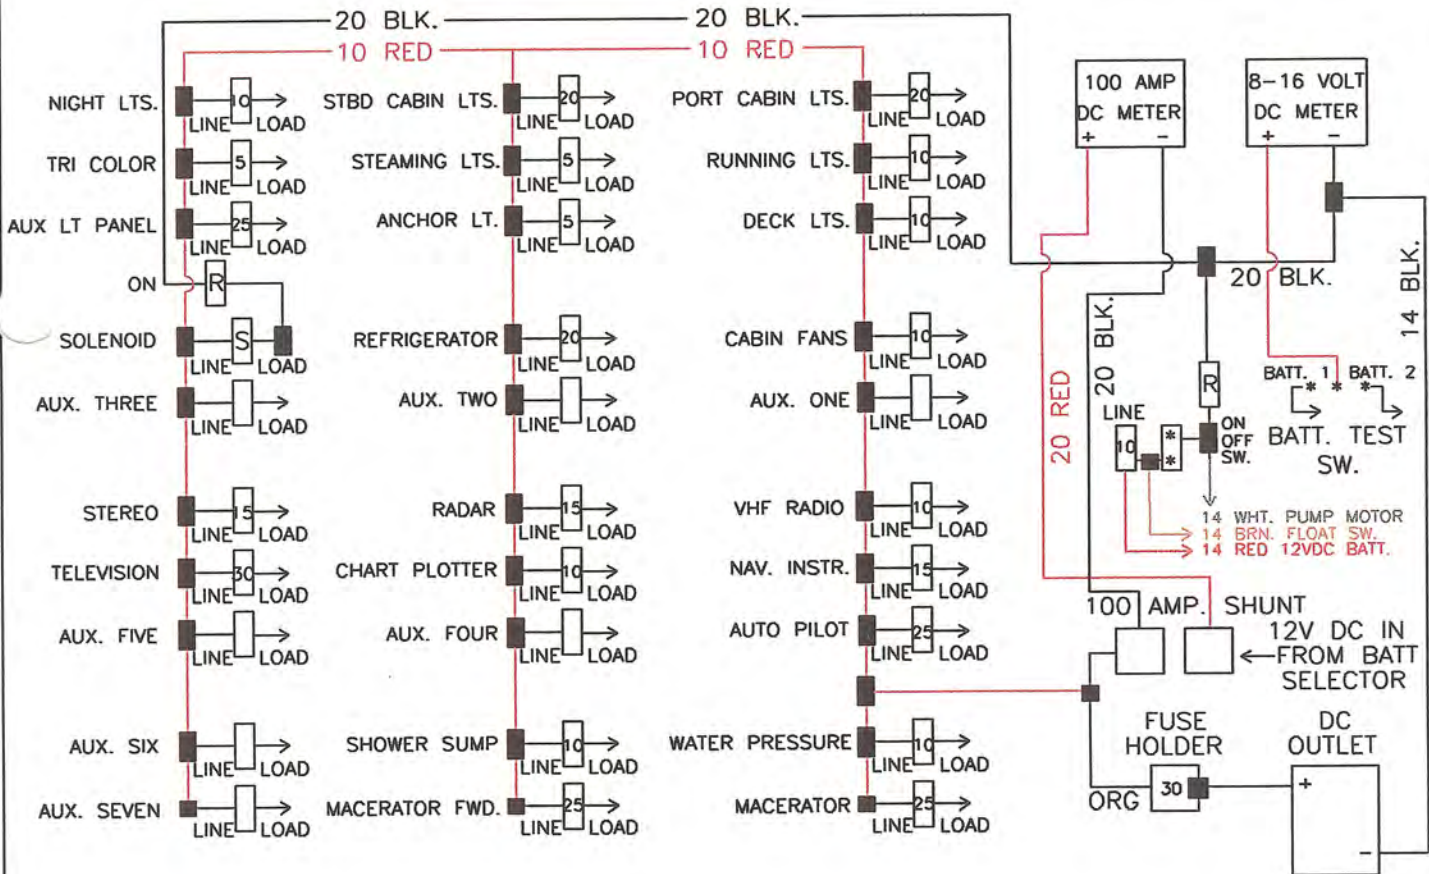 20 BLK.
20 BLK.
10 RED
10 RED
NIGHT LTS.
10
LINE
LOAD
TRI COLOR
5
LINE
LOAD
AUX LT PANEL
25
LINE
LOAD
ON
R
SOLENOID
S
LINE
LOAD
AUX. THREE
LINE
LOAD
STEREO
15
LINE
LOAD
TELEVISION
30
LINE
LOAD
AUX. FIVE
LINE
LOAD
AUX. SIX
LINE
LOAD
AUX. SEVEN
LINE
LOAD
STBD CABIN LTS.
20
LINE
LOAD
STEAMING LTS.
5
LINE
LOAD
ANCHOR LT.
5
LINE
LOAD
REFRIGERATOR
20
LINE
LOAD
AUX. TWO
LINE
LOAD
RADAR
15
LINE
LOAD
CHART PLOTTER
10
LINE
LOAD
AUX. FOUR
LINE
LOAD
SHOWER SUMP
10
LINE
LOAD
MACERATOR FWD.
25
LINE
LOAD
PORT CABIN LTS.
20
LINE
LOAD
RUNNING LTS.
10
LINE
LOAD
DECK LTS.
10
LINE
LOAD
CABIN FANS
10
LINE
LOAD
AUX. ONE
LINE
LOAD
VHF RADIO
10
LINE
LOAD
NAV. INSTR.
15
LINE
LOAD
AUTO PILOT
25
LINE
LOAD
WATER PRESSURE
10
LINE
LOAD
MACERATOR
25
LINE
LOAD
100 AMP
DC METER
+ -
8-16 VOLT
DC METER
+ -
20 BLK.
14 BLK.
20 BLK.
20 RED
R
BATT. 1
BATT. 2
* * *
BATT. TEST
SW.
LINE
10
*
*
ON
OFF
SW.
14 WHT. PUMP MOTOR
14 BRN. FLOAT SW.
14 RED 12VDC BATT.
100 AMP. SHUNT
12V DC IN
FROM BATT
SELECTOR
FUSE
HOLDER
30
ORG
DC
OUTLET
+
-